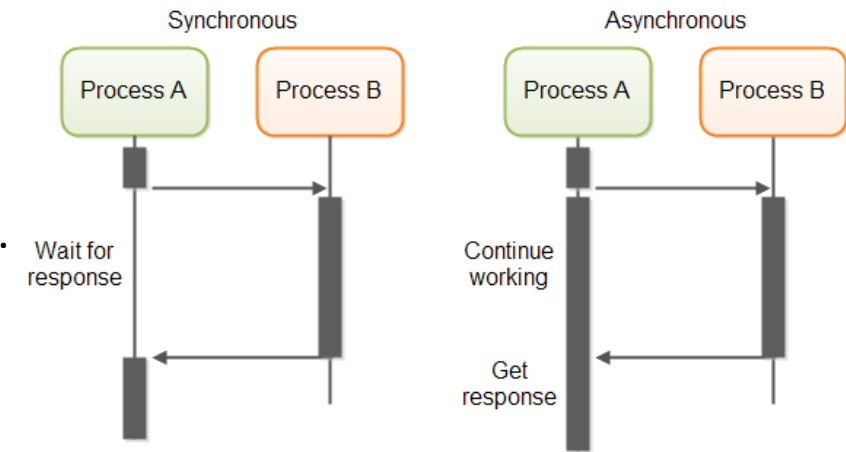 Synchronous
Asynchronous
Process A
Process B
Process A
Process B
Wait for
response
Continue
working
Get
response